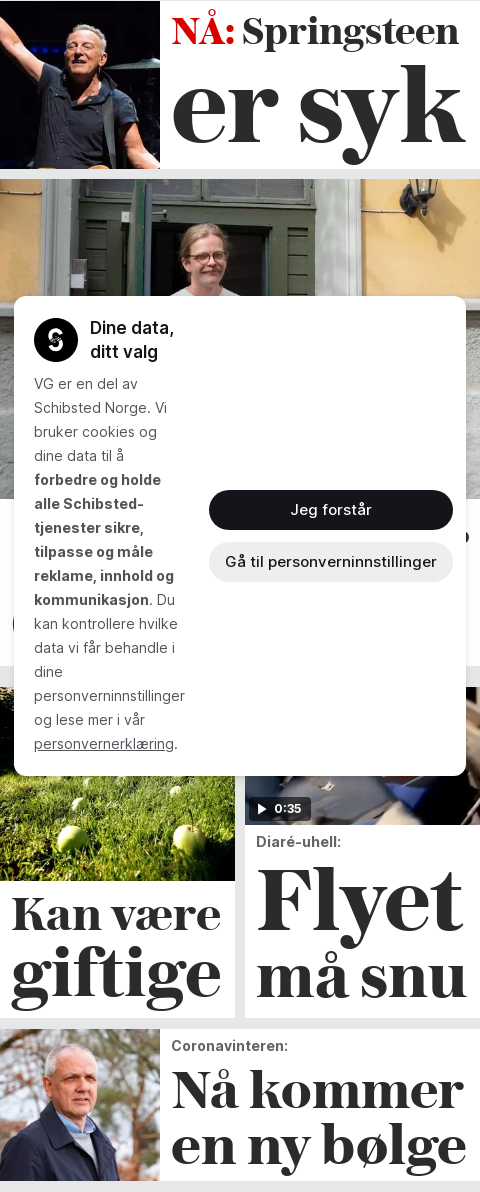 NÅ: Springsteen
er syk
Dine data,
ditt valg
VG er en del av
Schibsted Norge. Vi
bruker cookies og
dine data til å
forbedre og holde
alle Schibsted-
tjenester sikre,
tilpasse og måle
reklame, innhold og
kommunikasjon. Du
kan kontrollere hvilke
data vi får behandle i
dine
personverninnstillinger
og lese mer i vår
personvernerklæring.
Jeg forstår
Gå til personverninnstillinger
Kan være
giftige
0:35
Diaré-uhell:
Flyet
må snu
Coronavinteren:
Nå kommer
en ny bølge